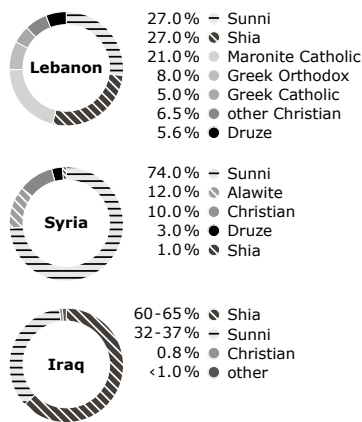 Lebanon
27.0% Sunni
27.0% Shia
21.0% Maronite Catholic
8.0% Greek Orthodox
5.0% Greek Catholic
6.5% other Christian
5.6% Druze
Syria
74.0% Sunni
12.0% Alawite
10.0% Christian
3.0% Druze
1.0% Shia
Iraq
60-65% Shia
32-37% Sunni
0.8% Christian
<1.0% other